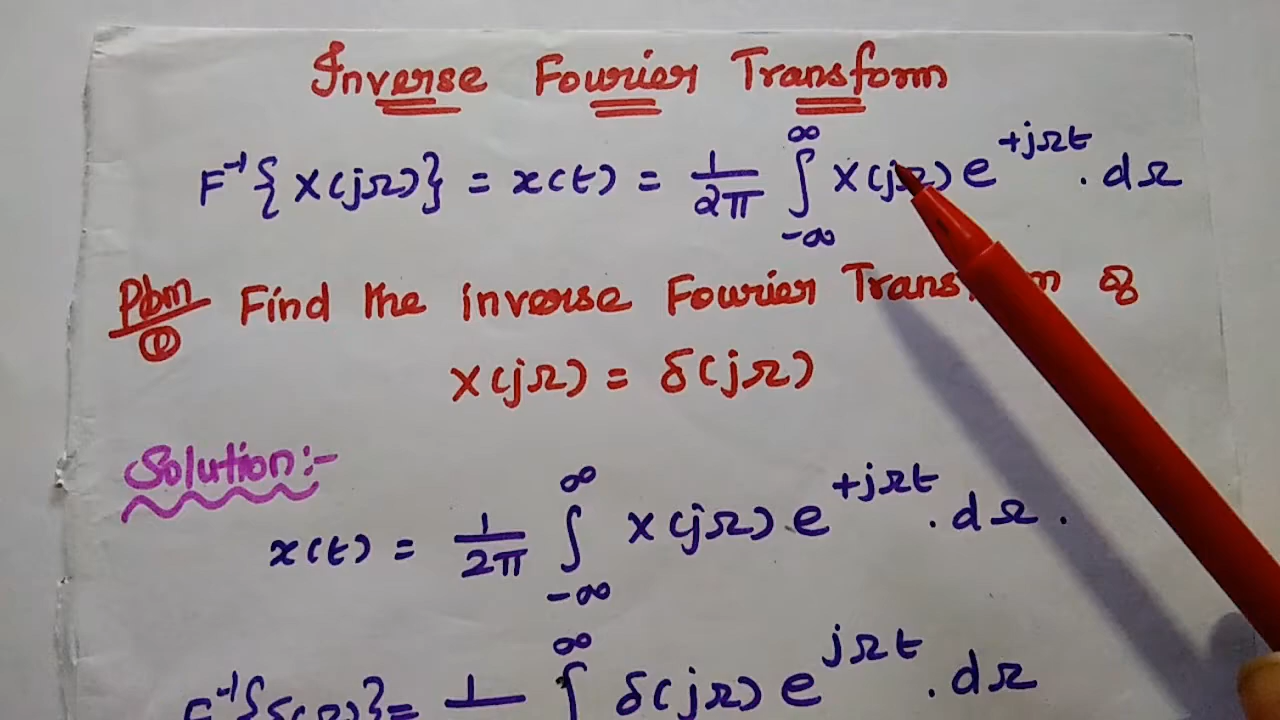 Inverse Fourier Transform
F⁻¹{X(jΩ)} = x(t) = 1/2π ∫_{-∞}^{∞} X(jΩ) e^{+jΩt} . dΩ
Pbm ① Find the inverse Fourier Transform of
X(jΩ) = δ(jΩ)
Solution:-
x(t) = 1/2π ∫_{-∞}^{∞} X(jΩ) e^{+jΩt} . dΩ .
= 1 ∫^{∞} δ(jΩ) e^{jΩt} . dΩ